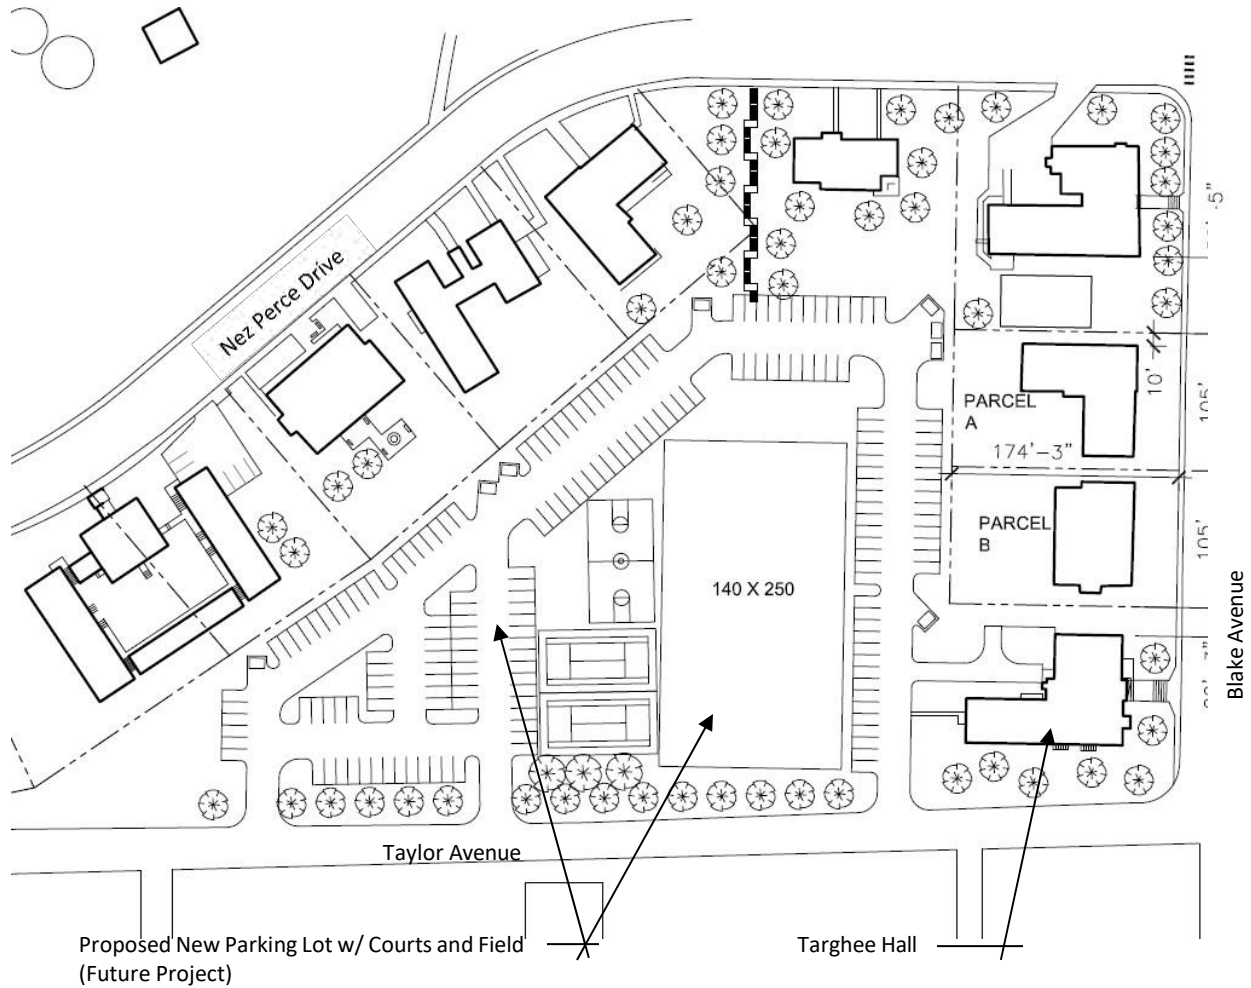 Nez Perce Drive
PARCEL
A
174'-3"
10'
105'
PARCEL
B
105'
140 X 250
Blake Avenue
Taylor Avenue
Proposed New Parking Lot w/ Courts and Field
(Future Project)
Targhee Hall